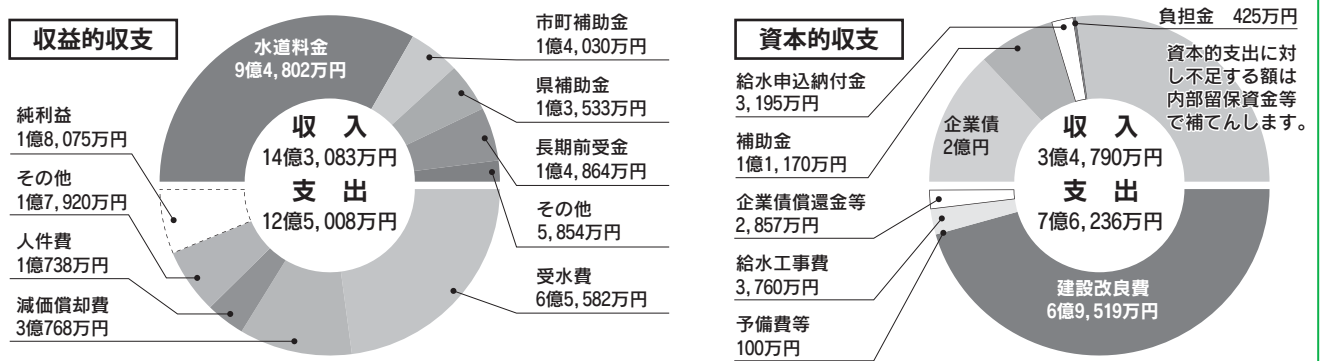 収益的収支
水道料金
9億4,802万円
市町補助金
1億4,030万円
県補助金
1億3,533万円
長期前受金
1億4,864万円
その他
5,854万円
受水費
6億5,582万円
純利益
1億8,075万円
その他
1億7,920万円
人件費
1億738万円
減価償却費
3億768万円
収 入
14億3,083万円
支 出
12億5,008万円
資本的収支
負担金 425万円
資本的支出に対
し不足する額は
内部留保資金等
で補てんします。
給水申込納付金
3,195万円
補助金
1億1,170万円
企業債
2億円
企業債償還金等
2,857万円
給水工事費
3,760万円
予備費等
100万円
収 入
3億4,790万円
支 出
7億6,236万円
建設改良費
6億9,519万円